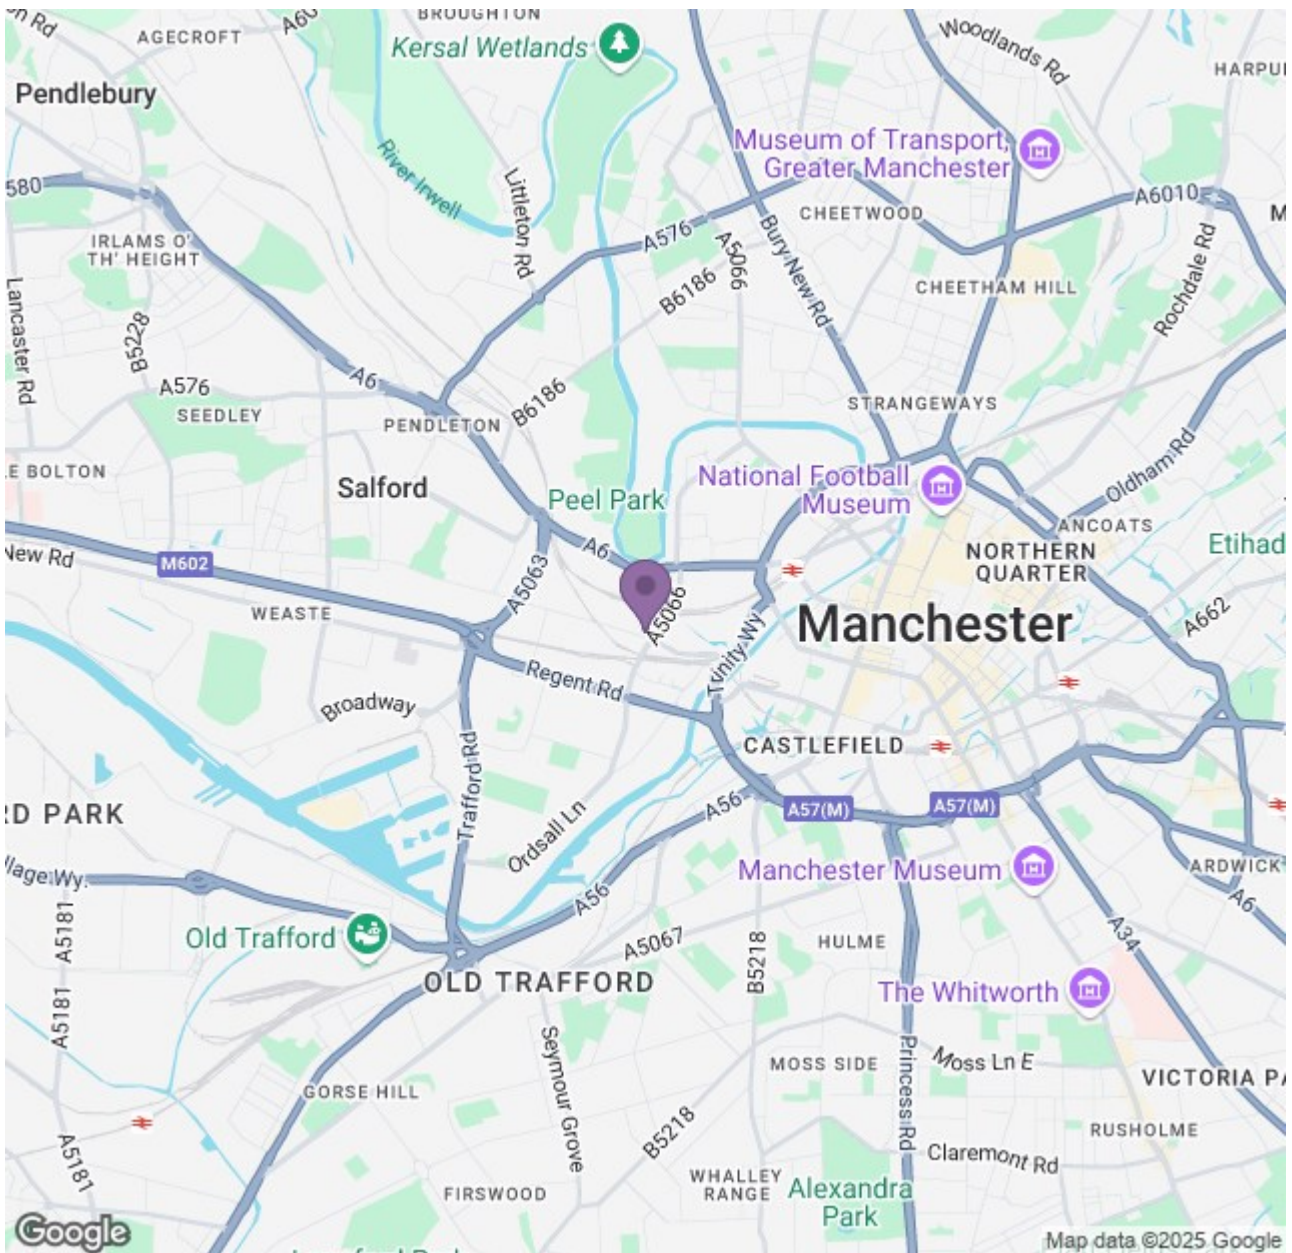 BROUGHTON
AGECROFT
Kersal Wetlands
Woodlands Rd
Pendlebury
River Irwell
Littleton Rd
Museum of Transport,
Greater Manchester
580
A6010
CHEETWOOD
IRLAMS O'
TH' HEIGHT
A576
A5066
Bury New Rd
Rochdale Rd
B6186
CHEETHAM HILL
Lancaster Rd
B5228
A576
SEEDLEY
A6
B6186
PENDLETON
STRANGEWAYS
Oldham Rd
E BOLTON
Salford
Peel Park
National Football
Museum
ANCOATS
NORTHERN
QUARTER
Etihad
New Rd
M602
A6
A5063
A5066
WEASTE
Manchester
A662
Trinity Wy
Regent Rd
Broadway
CASTLEFIELD
Trafford Rd
RD PARK
Ordsall Ln
A56
A57(M)
A57(M)
Manchester Museum
ARDWICK
A6
llage Wy.
A5181
A56
Old Trafford
A5067
B5218
HULME
A34
OLD TRAFFORD
The Whitworth
A5181
Seymour Grove
Princess Rd
MOSS SIDE
Moss Ln E
VICTORIA PA
GORSE HILL
RUSHOLME
B5218
A5181
Claremont Rd
FIRSWOOD
WHALLEY
RANGE
Alexandra
Park
Google
Map data ©2025 Google